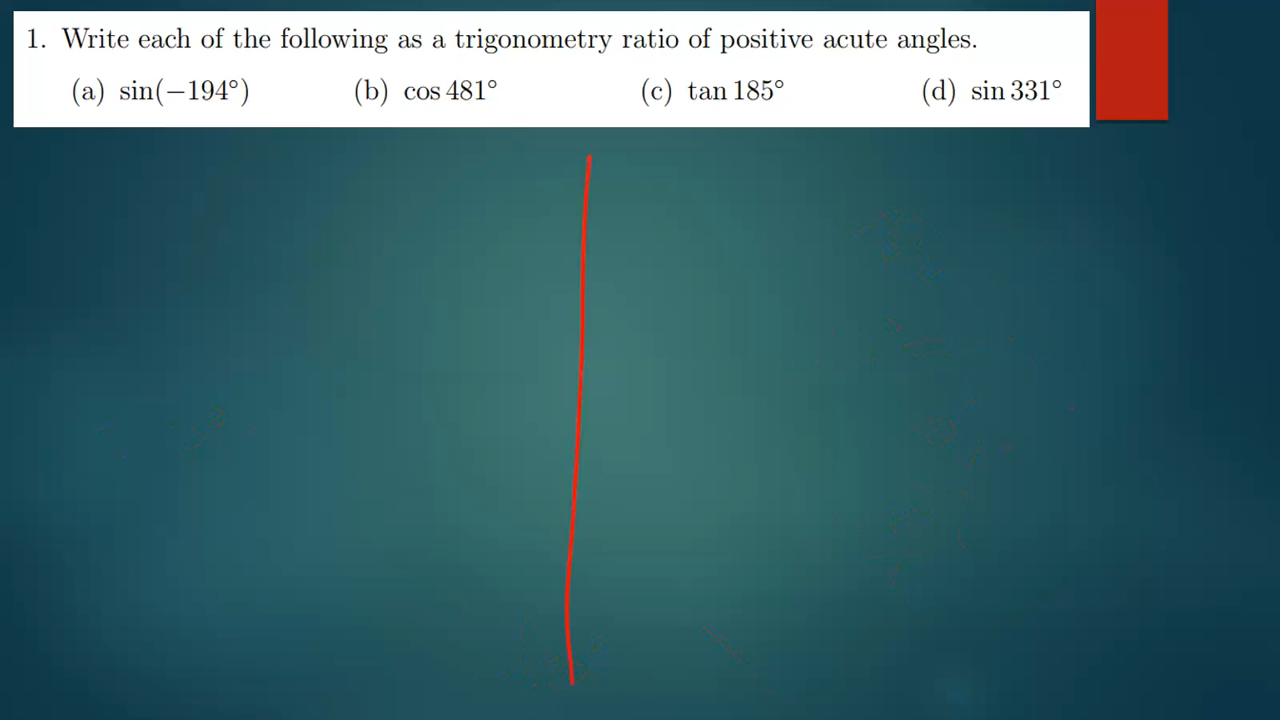 1. Write each of the following as a trigonometry ratio of positive acute angles.
(a) sin(−194°) (b) cos 481° (c) tan 185° (d) sin 331°